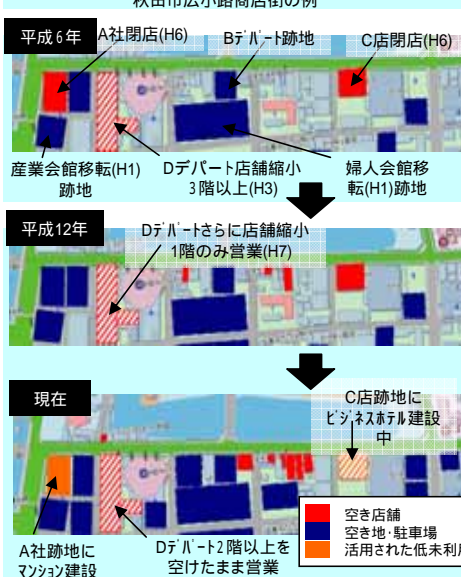 秋田市広小路商店街の例
平成6年
A社閉店(H6)
Bデパート跡地
C店閉店(H6)
産業会館移転(H1)
跡地
Dデパート店舗縮小
3階以上(H3)
婦人会館移
転(H1)跡地
平成12年
Dデパートさらに店舗縮小
1階のみ営業(H7)
現在
C店跡地に
ビジネスホテル建設
中
A社跡地に
マンション建設
Dデパート2階以上を
空けたまま営業
空き店舗
空き地・駐車場
活用された低未利用